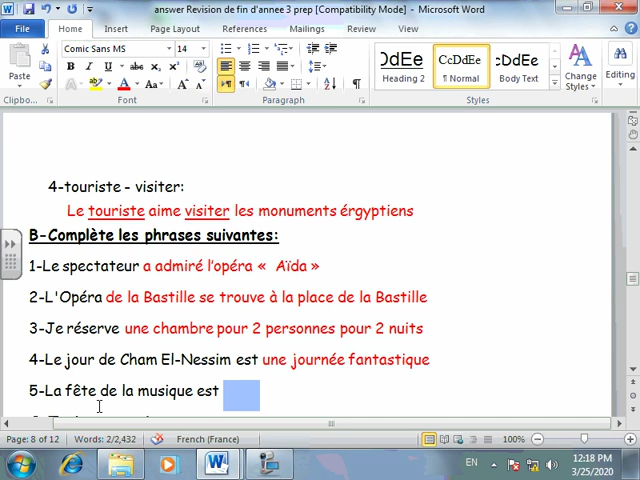 answer Revision de fin d'annee 3 prep [Compatibility Mode] - Microsoft Word
File Home Insert Page Layout References Mailings Review View
Comic Sans MS 14
Paste
B I U abc
Heading 2 ¶ Normal Body Text
Change Styles
Editing
Clipbo... Font Paragraph Styles
4-touriste - visiter:
Le touriste aime visiter les monuments érgyptiens
B-Complète les phrases suivantes:
1-Le spectateur a admiré l'opéra « Aïda »
2-L'Opéra de la Bastille se trouve à la place de la Bastille
3-Je réserve une chambre pour 2 personnes pour 2 nuits
4-Le jour de Cham El-Nessim est une journée fantastique
5-La fête de la musique est
Page: 8 of 12 Words: 2/2,432 French (France) 100%
EN 12:18 PM
3/25/2020